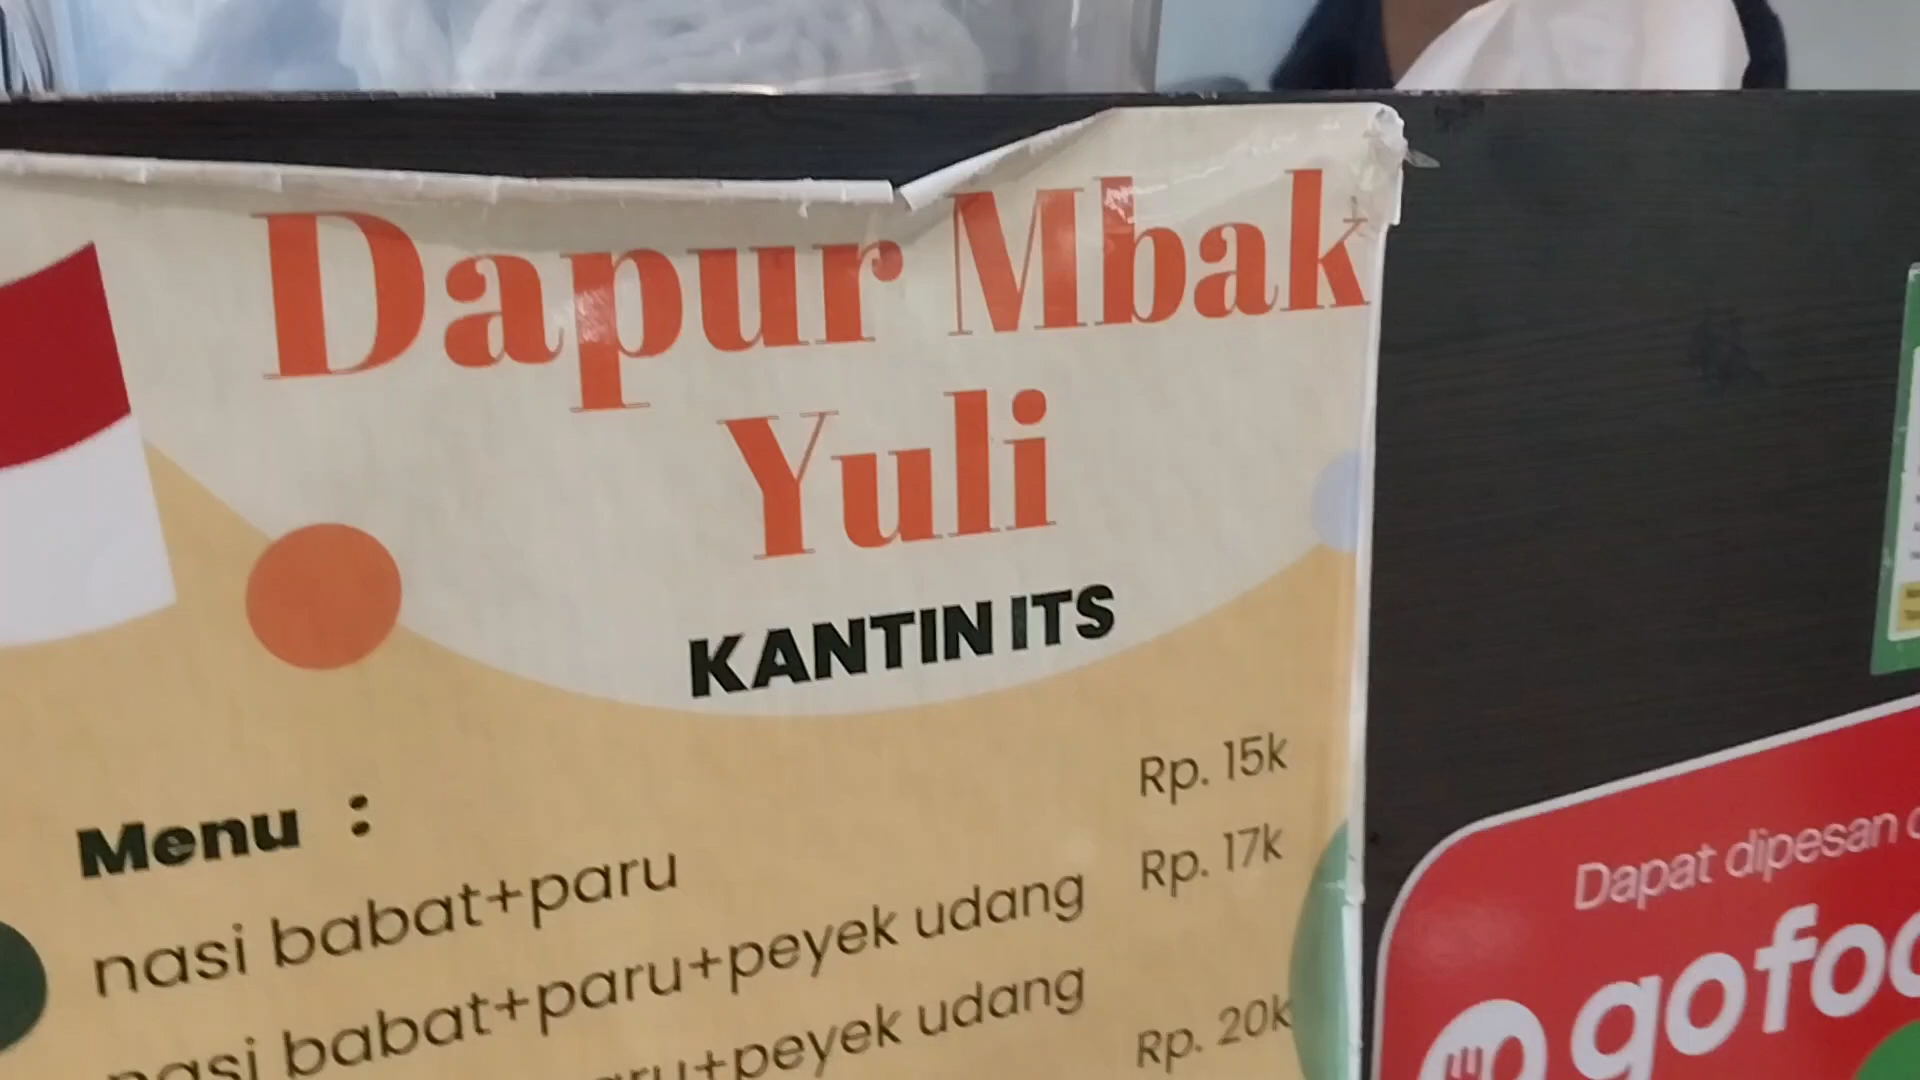 Dapur Mbak
Yuli
KANTIN ITS
Menu :
nasi babat+paru Rp. 15k
nasi babat+paru+peyek udang Rp. 17k
paru+peyek udang Rp. 20k
Dapat dipesan
gofood